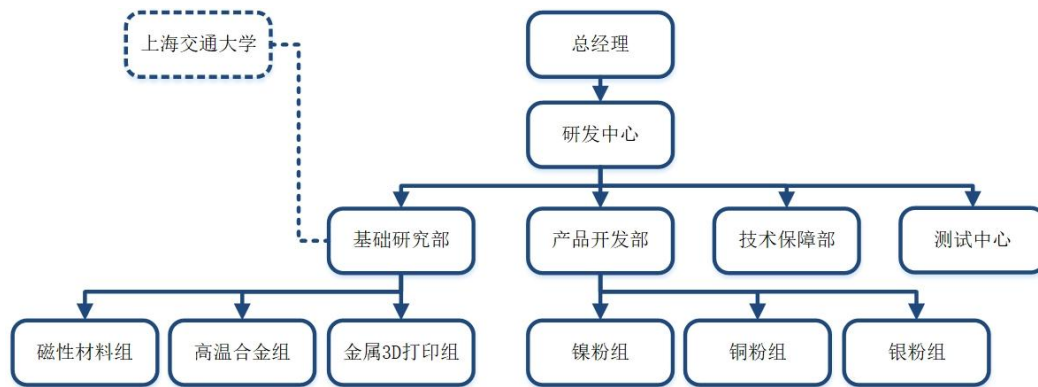 上海交通大学
总经理
研发中心
基础研究部
产品开发部
技术保障部
测试中心
磁性材料组
高温合金组
金属3D打印组
镍粉组
铜粉组
银粉组